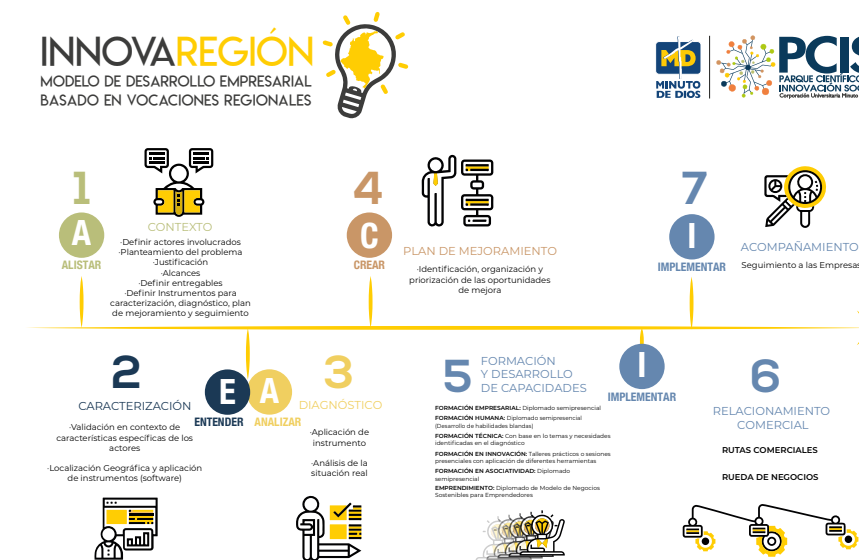 INNOVAREGIÓN
MODELO DE DESARROLLO EMPRESARIAL
BASADO EN VOCACIONES REGIONALES
MD
MINUTO
DE DIOS
PCIS
PARQUE CIENTÍFICO
INNOVACIÓN SOC
Corporación Universitaria Minuto
1
A
ALISTAR
CONTEXTO
·Definir actores involucrados
·Planteamiento del problema
·Justificación
·Alcances
·Definir entregables
·Definir Instrumentos para
caracterización, diagnóstico, plan
de mejoramiento y seguimiento
4
C
CREAR
PLAN DE MEJORAMIENTO
·Identificación, organización y
priorización de las oportunidades
de mejora
7
I
IMPLEMENTAR
ACOMPAÑAMIENTO
Seguimiento a las Empresas
2
CARACTERIZACIÓN
·Validación en contexto de
características específicas de los
actores
·Localización Geográfica y aplicación
de instrumentos (software)
E
ENTENDER
A
ANALIZAR
3
DIAGNÓSTICO
·Aplicación de
instrumento
·Análisis de la
situación real
5
FORMACIÓN
Y DESARROLLO
DE CAPACIDADES
FORMACIÓN EMPRESARIAL: Diplomado semipresencial
FORMACIÓN HUMANA: Diplomado semipresencial
(Desarrollo de habilidades blandas)
FORMACIÓN TÉCNICA: Con base en lo temas y necesidades
identificadas en el diagnóstico
FORMACIÓN EN INNOVACIÓN: Talleres prácticos o sesiones
presenciales con aplicación de diferentes herramientas
FORMACIÓN EN ASOCIATIVIDAD: Diplomado
semipresencial
EMPRENDIMIENTO: Diplomado de Modelo de Negocios
Sostenibles para Emprendedores
I
IMPLEMENTAR
6
RELACIONAMIENTO
COMERCIAL
RUTAS COMERCIALES
RUEDA DE NEGOCIOS